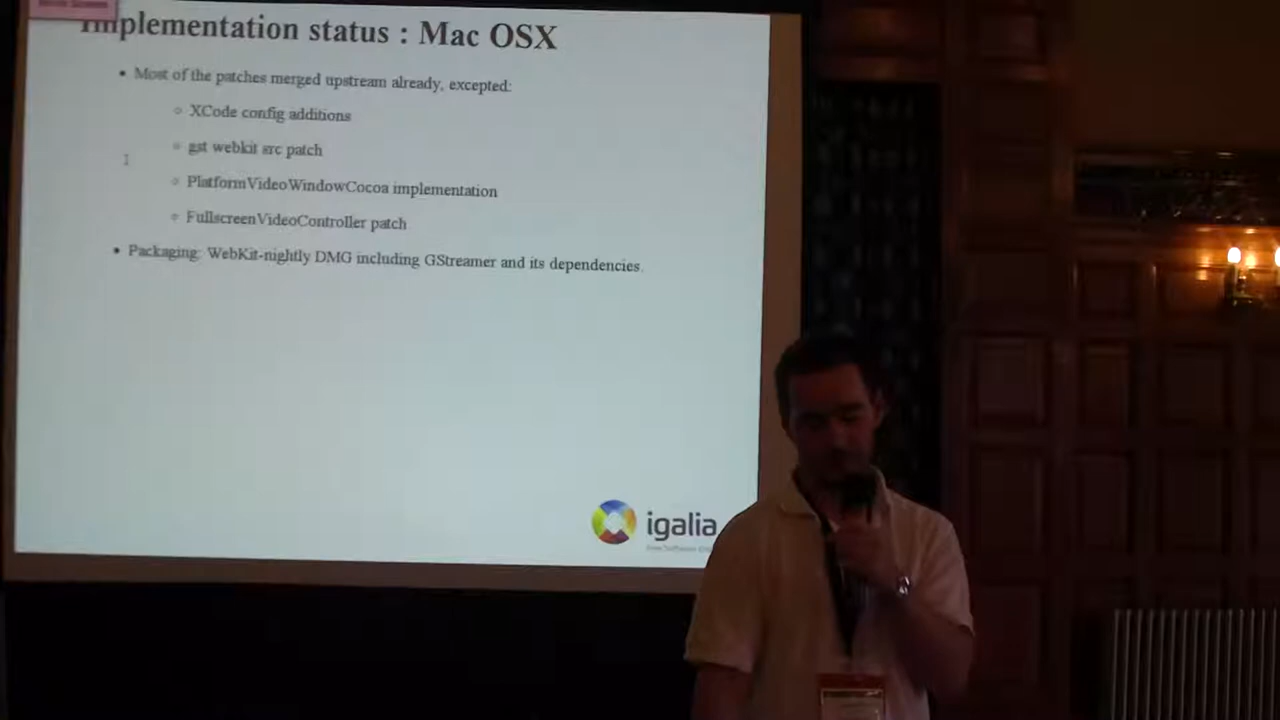 Implementation status : Mac OSX
• Most of the patches merged upstream already, excepted:
○ XCode config additions
○ gst webkit src patch
○ PlatformVideoWindowCocoa implementation
○ FullscreenVideoController patch
• Packaging: WebKit-nightly DMG including GStreamer and its dependencies.
igalia